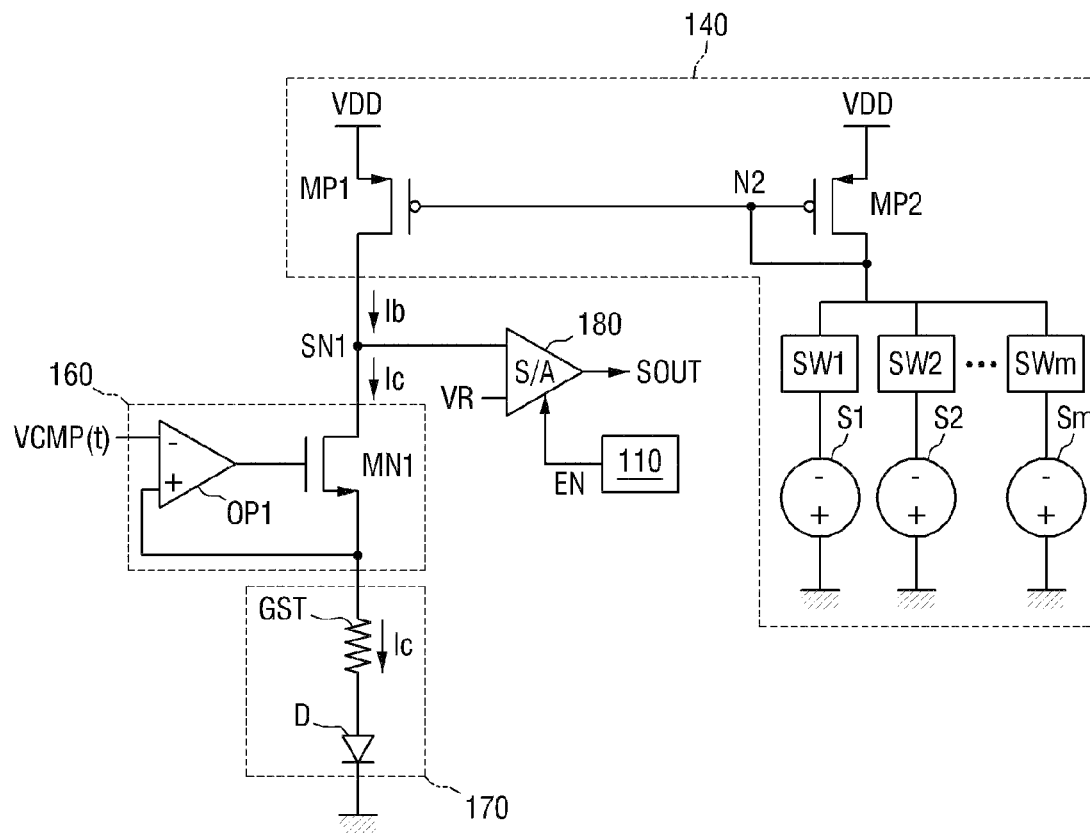 140
VDD
VDD
MP1
N2
MP2
Ib
SN1
180
S/A
SOUT
SW1
SW2
•••
SWm
Ic
VR
160
VCMP(t)
-
+
OP1
MN1
EN
110
S1
S2
Sm
-
+
-
+
-
+
GST
Ic
D
170